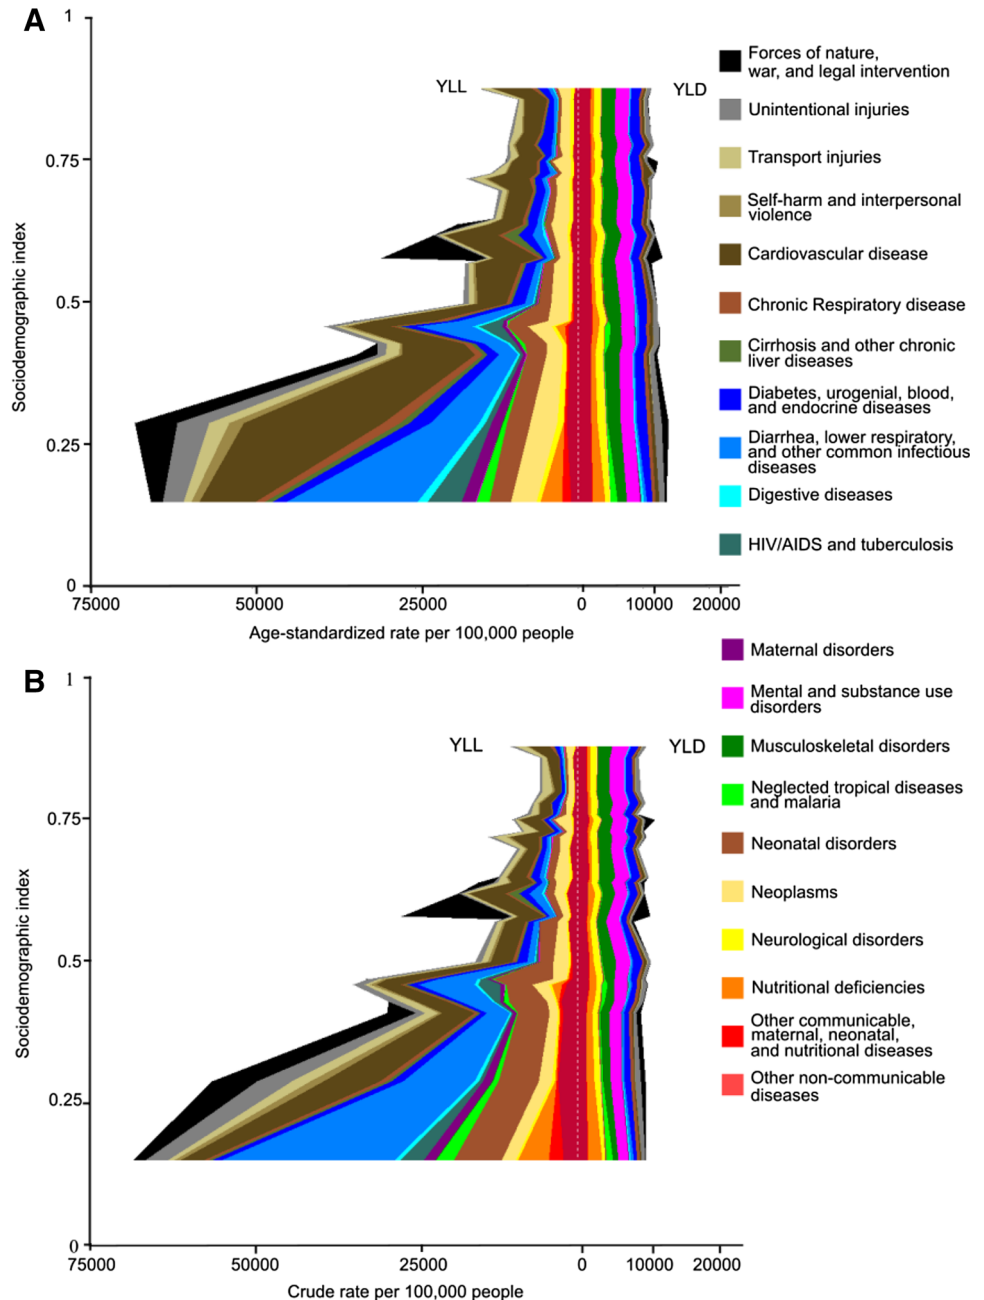 A
1
0.75
0.5
0.25
0
Sociodemographic index
YLL
YLD
75000
50000
25000
0
10000
20000
Age-standardized rate per 100,000 people
Forces of nature,
war, and legal intervention
Unintentional injuries
Transport injuries
Self-harm and interpersonal
violence
Cardiovascular disease
Chronic Respiratory disease
Cirrhosis and other chronic
liver diseases
Diabetes, urogenial, blood,
and endocrine diseases
Diarrhea, lower respiratory,
and other common infectious
diseases
Digestive diseases
HIV/AIDS and tuberculosis
Maternal disorders
Mental and substance use
disorders
Musculoskeletal disorders
Neglected tropical diseases
and malaria
Neonatal disorders
Neoplasms
Neurological disorders
Nutritional deficiencies
Other communicable,
maternal, neonatal,
and nutritional diseases
Other non-communicable
diseases
B
1
0.75
0.5
0.25
0
Sociodemographic index
YLL
YLD
75000
50000
25000
0
10000
20000
Crude rate per 100,000 people